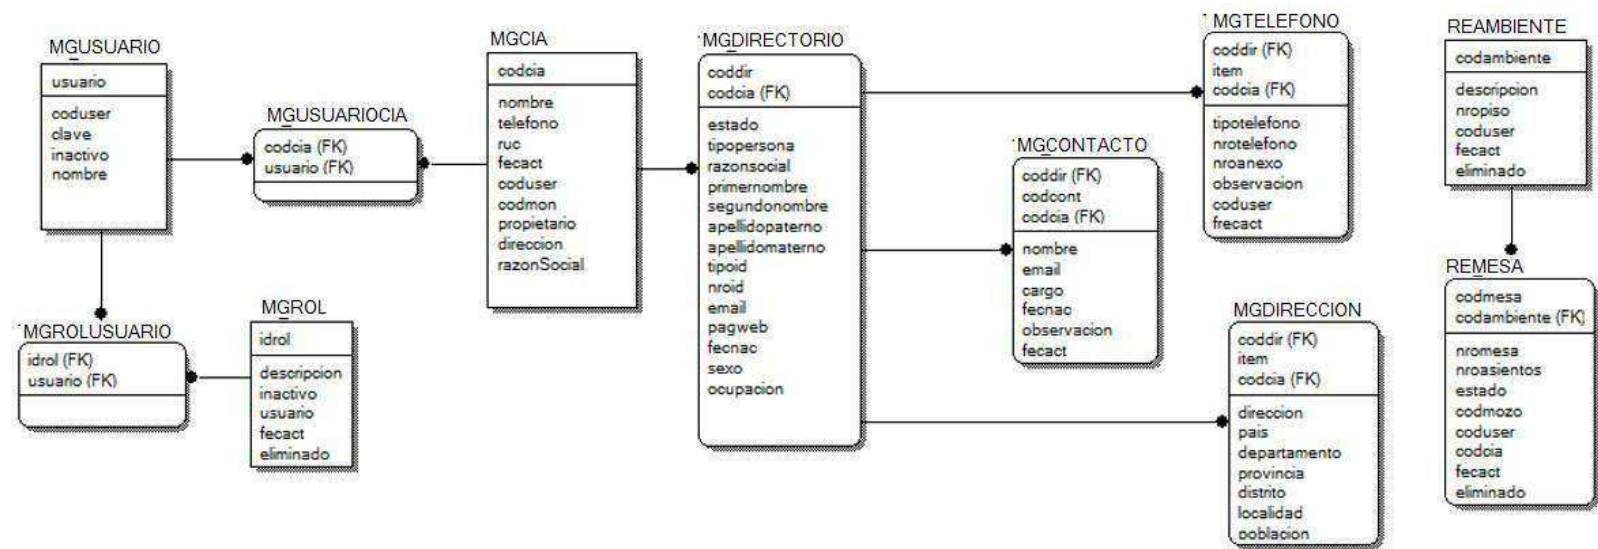 MGUSUARIO
usuario
coduser
clave
inactivo
nombre
MGUSUARIOCIA
codcia (FK)
usuario (FK)
MGROLUSUARIO
idrol (FK)
usuario (FK)
MGROL
idrol
descripcion
inactivo
usuario
fecact
eliminado
MGCIA
codcia
nombre
telefono
ruc
fecact
coduser
codmon
propietario
direccion
razonSocial
MGDIRECTORIO
coddir
codcia (FK)
estado
tipopersona
razonsocial
primernombre
segundonombre
apellidopaterno
apellidomaterno
tipoid
nroid
email
pagweb
fecnac
sexo
ocupacion
MGCONTACTO
coddir (FK)
codcont
codcia (FK)
nombre
email
cargo
fecnac
observacion
fecact
MGTELEFONO
coddir (FK)
item
codcia (FK)
tipotelefono
nrotelefono
nroanexo
observacion
coduser
frecact
MGDIRECCION
coddir (FK)
item
codcia (FK)
direccion
pais
departamento
provincia
distrito
localidad
poblacion
REAMBIENTE
codambiente
descripcion
nropiso
coduser
fecact
eliminado
REMESA
codmesa
codambiente (FK)
nromesa
nroasientos
estado
codmozo
coduser
codcia
fecact
eliminado